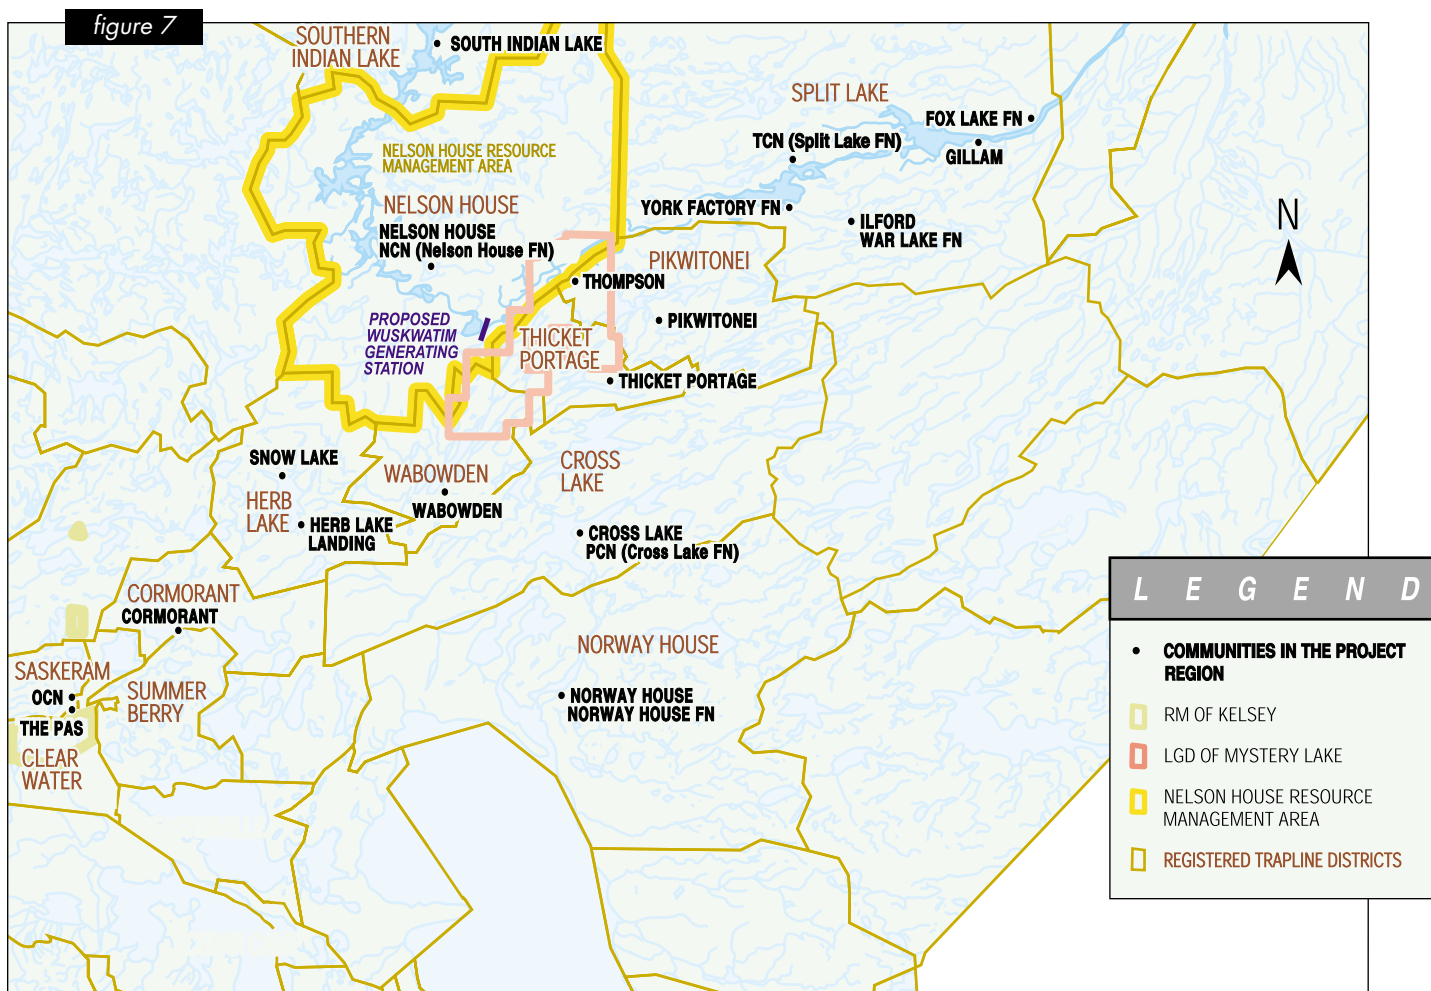 figure 7
SOUTHERN
INDIAN LAKE
SOUTH INDIAN LAKE
SPLIT LAKE
FOX LAKE FN
TCN (Split Lake FN)
GILLAM
NELSON HOUSE RESOURCE
MANAGEMENT AREA
NELSON HOUSE
YORK FACTORY FN
ILFORD
WAR LAKE FN
N
NELSON HOUSE
NCN (Nelson House FN)
PIKWITONEI
THOMPSON
PIKWITONEI
PROPOSED
WUSKWATIM
GENERATING
STATION
THICKET
PORTAGE
THICKET PORTAGE
SNOW LAKE
WABOWDEN
CROSS
LAKE
HERB
LAKE
WABOWDEN
HERB LAKE
LANDING
CROSS LAKE
PCN (Cross Lake FN)
CORMORANT
CORMORANT
NORWAY HOUSE
SASKERAM
OCN
SUMMER
BERRY
NORWAY HOUSE
NORWAY HOUSE FN
THE PAS
CLEAR
WATER
LEGEND
COMMUNITIES IN THE PROJECT
REGION
RM OF KELSEY
LGD OF MYSTERY LAKE
NELSON HOUSE RESOURCE
MANAGEMENT AREA
REGISTERED TRAPLINE DISTRICTS